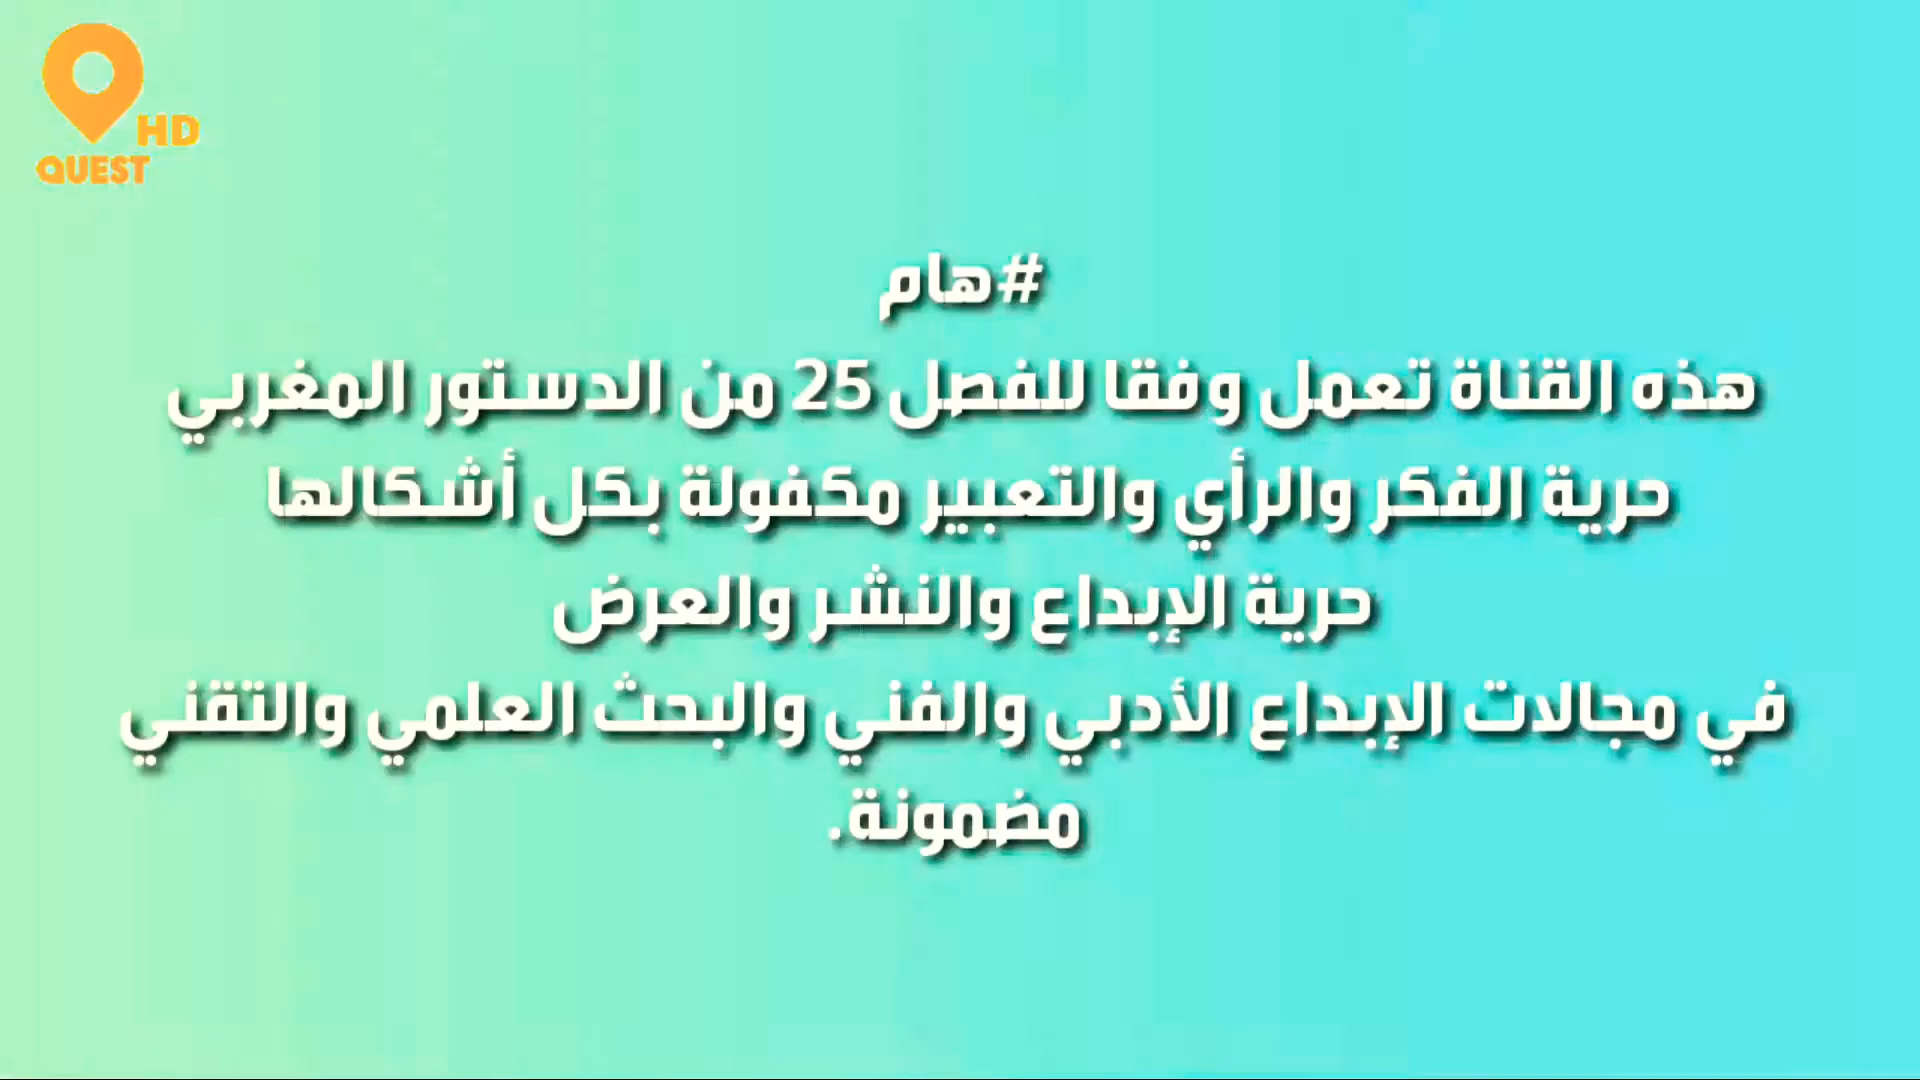 HD
QUEST
#هام
هذه القناة تعمل وفقا للفصل 25 من الدستور المغربي
حرية الفكر والرأي والتعبير مكفولة بكل أشكالها
حرية الإبداع والنشر والعرض
في مجالات الإبداع الأدبي والفني والبحث العلمي والتقني
مضمونة.